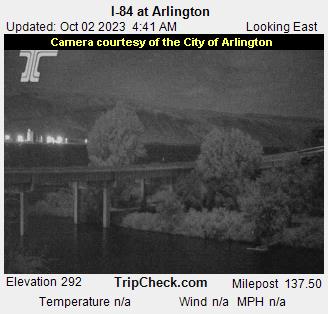 I-84 at Arlington
Updated: Oct 02 2023 4:41 AM Looking East
Camera courtesy of the City of Arlington
Elevation 292 TripCheck.com Milepost 137.50
Temperature n/a Wind n/a MPH n/a